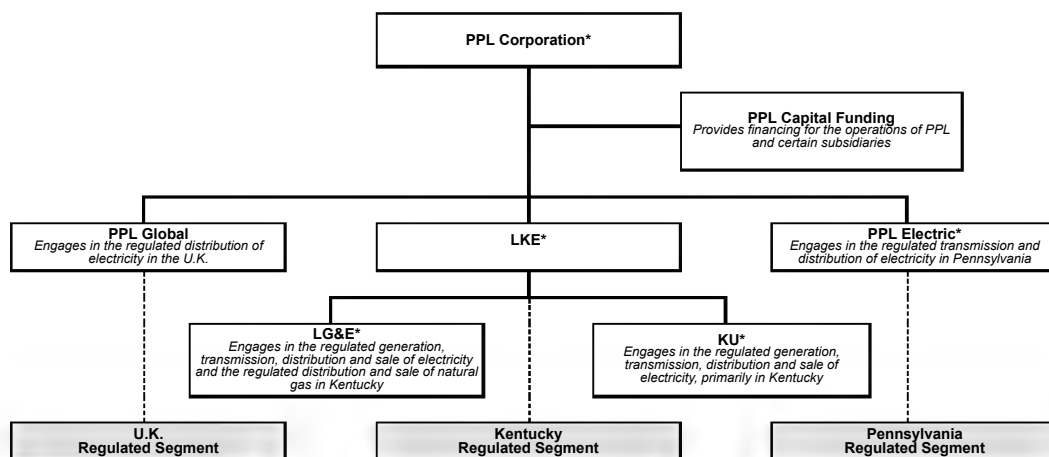 PPL Corporation*
PPL Capital Funding
Provides financing for the operations of PPL
and certain subsidiaries
PPL Global
Engages in the regulated distribution of
electricity in the U.K.
LKE*
PPL Electric*
Engages in the regulated transmission and
distribution of electricity in Pennsylvania
LG&E*
Engages in the regulated generation,
transmission, distribution and sale of electricity
and the regulated distribution and sale of natural
gas in Kentucky
KU*
Engages in the regulated generation,
transmission, distribution and sale of
electricity, primarily in Kentucky
U.K.
Regulated Segment
Kentucky
Regulated Segment
Pennsylvania
Regulated Segment